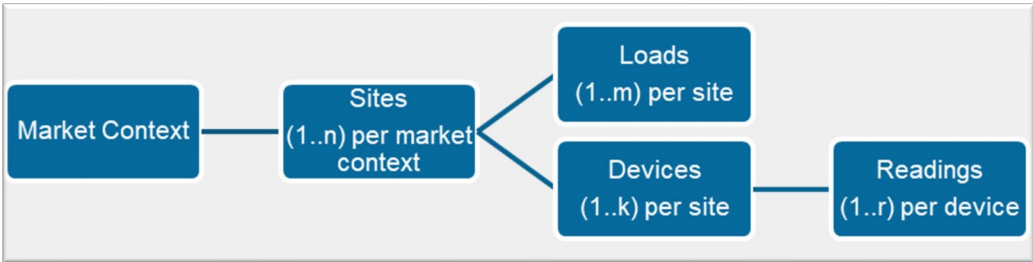 Market Context
Sites
(1..n) per market
context
Loads
(1..m) per site
Devices
(1..k) per site
Readings
(1..r) per device